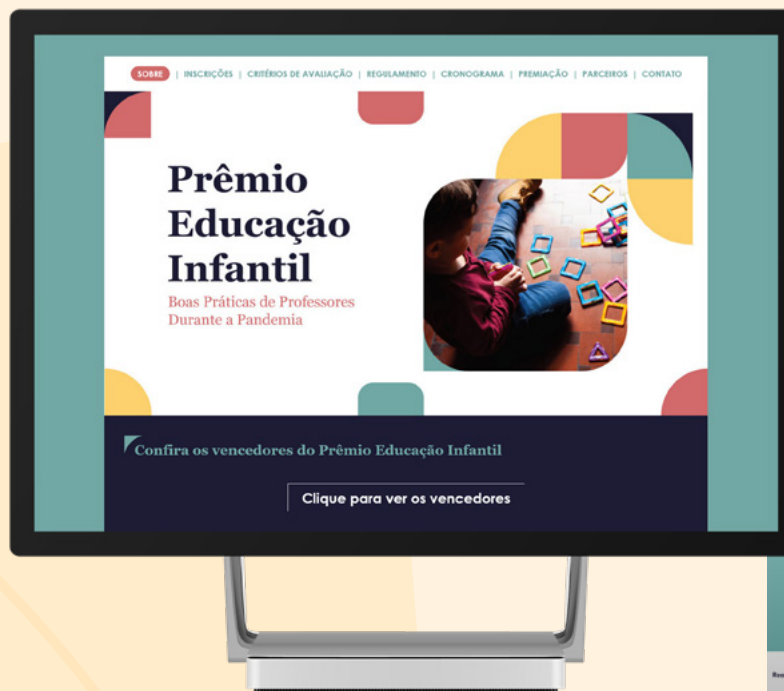 SOBRE | INSCRIÇÕES | CRITÉRIOS DE AVALIAÇÃO | REGULAMENTO | CRONOGRAMA | PREMIAÇÃO | PARCEIROS | CONTATO
Prêmio
Educação
Infantil
Boas Práticas de Professores
Durante a Pandemia
Confira os vencedores do Prêmio Educação Infantil
Clique para ver os vencedores